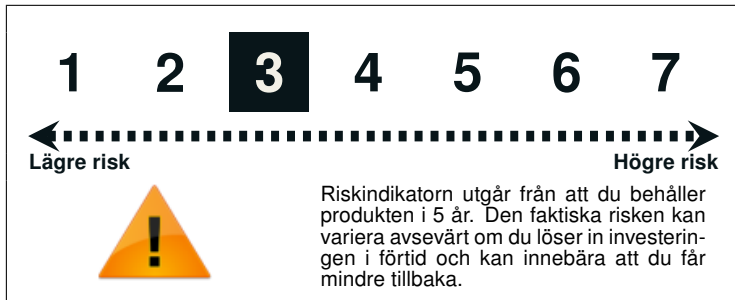 1 2 3 4 5 6 7
Lägre risk Högre risk
Riskindikatorn utgår från att du behåller
produkten i 5 år. Den faktiska risken kan
variera avsevärt om du löser in investerin-
gen i förtid och kan innebära att du får
mindre tillbaka.